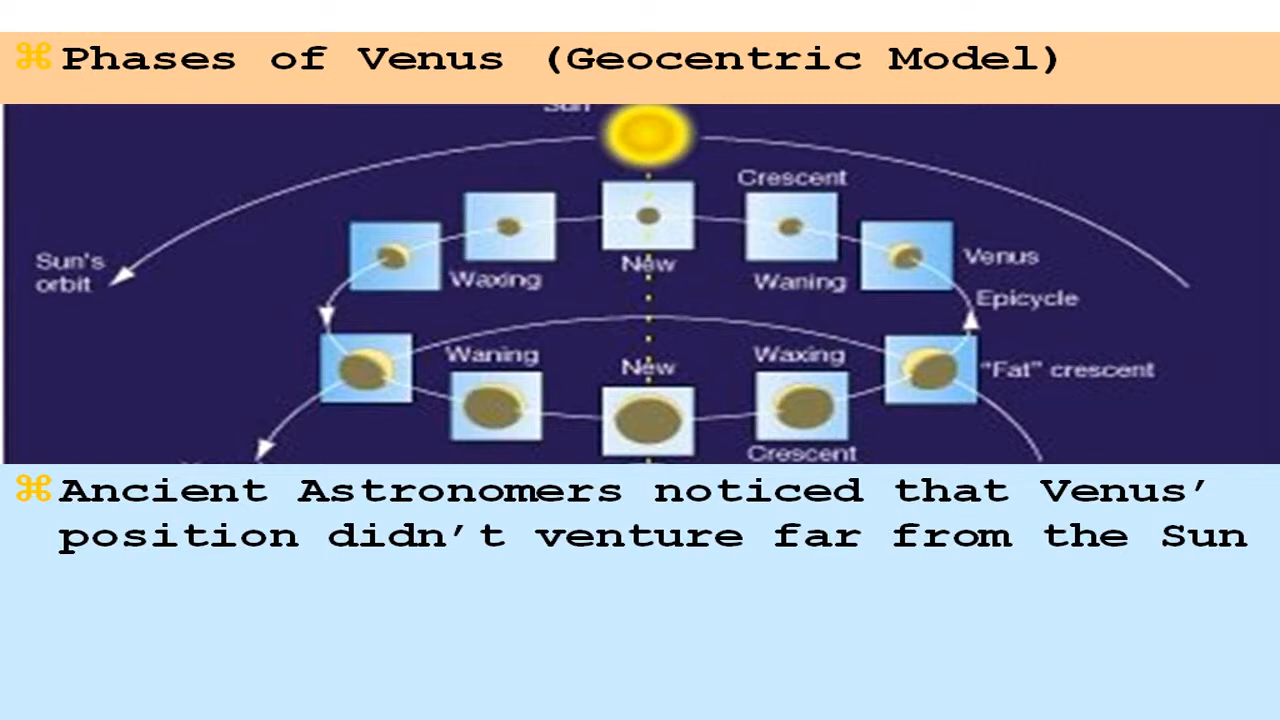 ⌘Phases of Venus (Geocentric Model)
Sun
Crescent
Sun's
orbit
Waxing
New
Waning
Venus
Epicycle
Waning
New
Waxing
"Fat" crescent
Crescent
⌘Ancient Astronomers noticed that Venus’
position didn’t venture far from the Sun